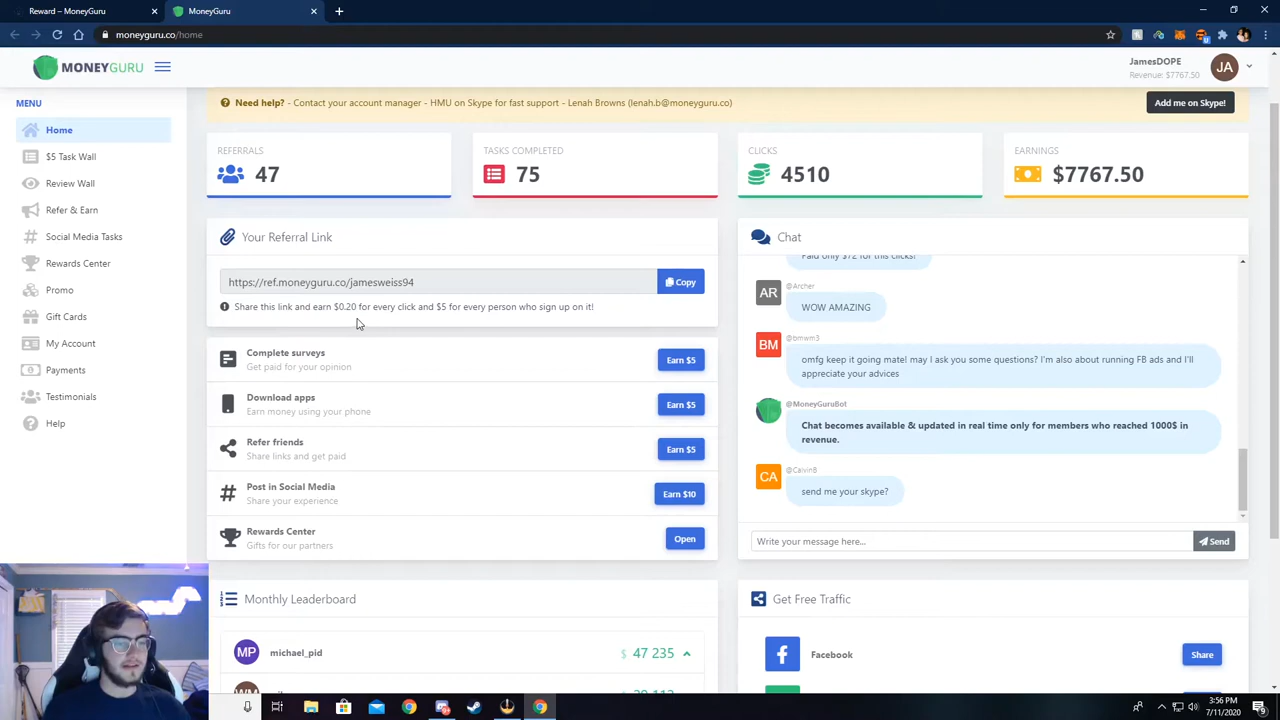 Reward – MoneyGuru
MoneyGuru
moneyguru.co/home
MONEYGURU
JamesDOPE
Revenue: $7767.50
JA
MENU
Home
$5 Task Wall
Review Wall
Refer & Earn
Social Media Tasks
Rewards Center
Promo
Gift Cards
My Account
Payments
Testimonials
Help
Need help? - Contact your account manager - HMU on Skype for fast support - Lenah Browns (lenah.b@moneyguru.co)
Add me on Skype!
REFERRALS
47
TASKS COMPLETED
75
CLICKS
4510
EARNINGS
$7767.50
Your Referral Link
https://ref.moneyguru.co/jamesweiss94
Copy
Share this link and earn $0.20 for every click and $5 for every person who sign up on it!
Complete surveys
Get paid for your opinion
Earn $5
Download apps
Earn money using your phone
Earn $5
Refer friends
Share links and get paid
Earn $5
Post in Social Media
Share your experience
Earn $10
Rewards Center
Gifts for our partners
Open
Chat
Paid only $72 for this clicks!
@Archer
AR
WOW AMAZING
@bmwm3
BM
omfg keep it going mate! may I ask you some questions? I'm also about running FB ads and I'll
appreciate your advices
@MoneyGuruBot
Chat becomes available & updated in real time only for members who reached 1000$ in
revenue.
@CalvinB
CA
send me your skype?
Write your message here...
Send
Monthly Leaderboard
MP
michael_pid
$ 47 235
Get Free Traffic
Facebook
Share
3:56 PM
7/11/2020